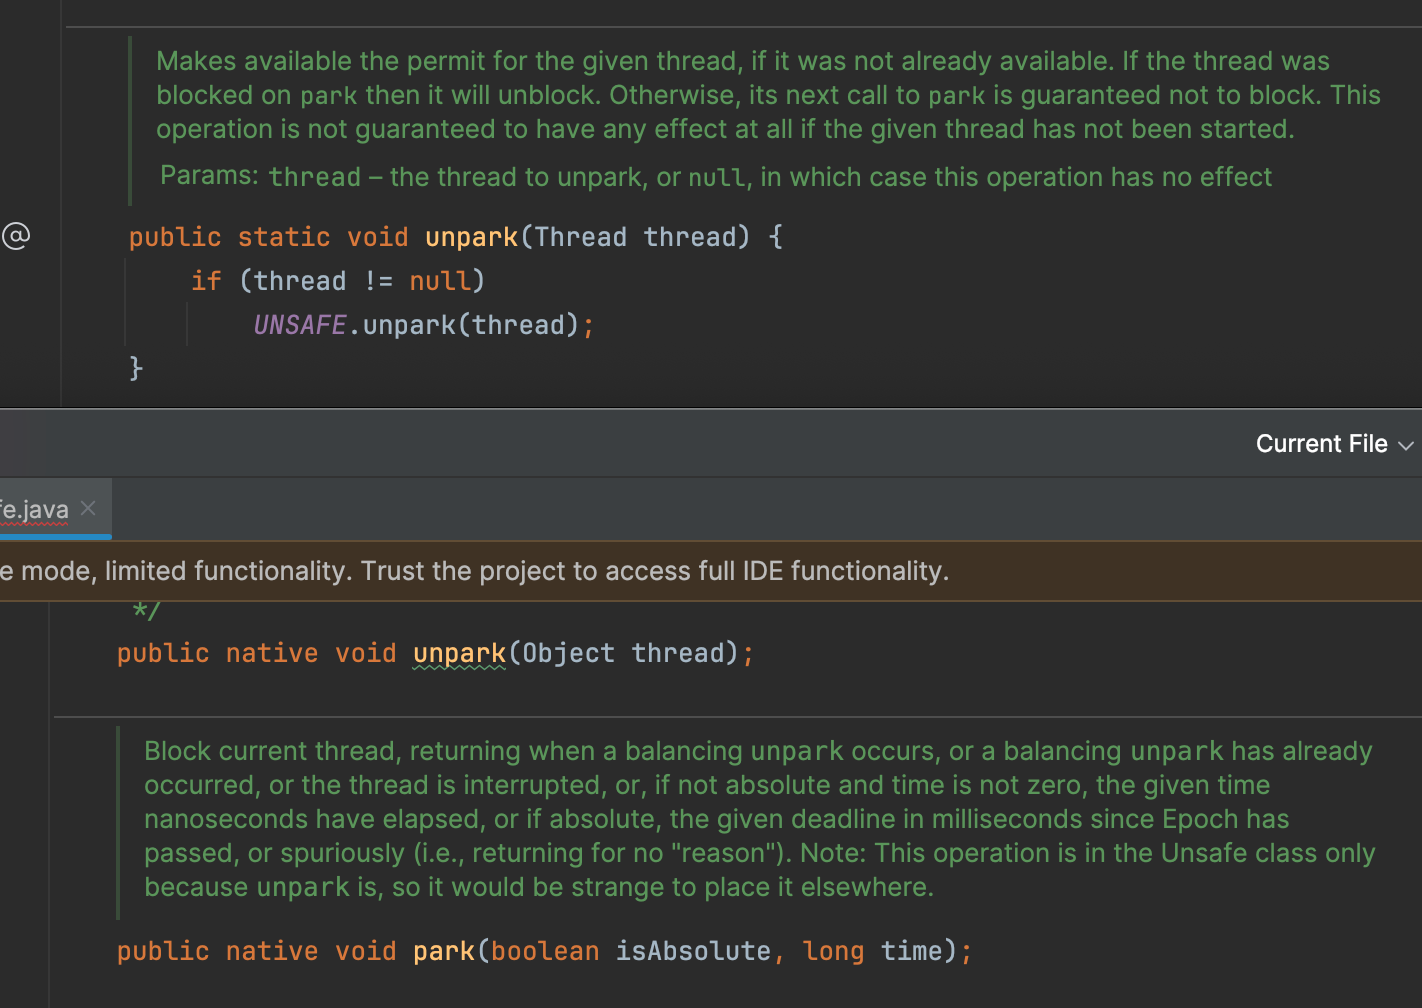 Makes available the permit for the given thread, if it was not already available. If the thread was
blocked on park then it will unblock. Otherwise, its next call to park is guaranteed not to block. This
operation is not guaranteed to have any effect at all if the given thread has not been started.
Params: thread – the thread to unpark, or null, in which case this operation has no effect
@
public static void unpark(Thread thread) {
if (thread != null)
UNSAFE.unpark(thread);
}
Current File
fe.java
e mode, limited functionality. Trust the project to access full IDE functionality.
*/
public native void unpark(Object thread);
Block current thread, returning when a balancing unpark occurs, or a balancing unpark has already
occurred, or the thread is interrupted, or, if not absolute and time is not zero, the given time
nanoseconds have elapsed, or if absolute, the given deadline in milliseconds since Epoch has
passed, or spuriously (i.e., returning for no "reason"). Note: This operation is in the Unsafe class only
because unpark is, so it would be strange to place it elsewhere.
public native void park(boolean isAbsolute, long time);